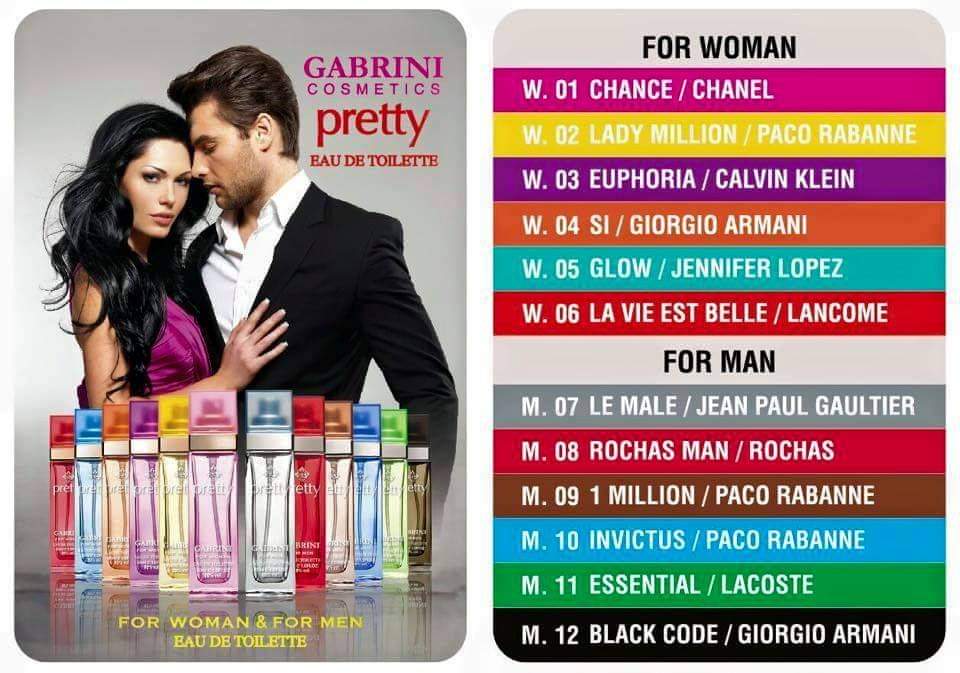 GABRINI
COSMETICS
pretty
EAU DE TOILETTE
pretty
pretty
GABRINI
FOR WOMAN & FOR MEN
EAU DE TOILETTE
FOR WOMAN
W. 01 CHANCE / CHANEL
W. 02 LADY MILLION / PACO RABANNE
W. 03 EUPHORIA / CALVIN KLEIN
W. 04 SI / GIORGIO ARMANI
W. 05 GLOW / JENNIFER LOPEZ
W. 06 LA VIE EST BELLE / LANCOME
FOR MAN
M. 07 LE MALE / JEAN PAUL GAULTIER
M. 08 ROCHAS MAN / ROCHAS
M. 09 1 MILLION / PACO RABANNE
M. 10 INVICTUS / PACO RABANNE
M. 11 ESSENTIAL / LACOSTE
M. 12 BLACK CODE / GIORGIO ARMANI